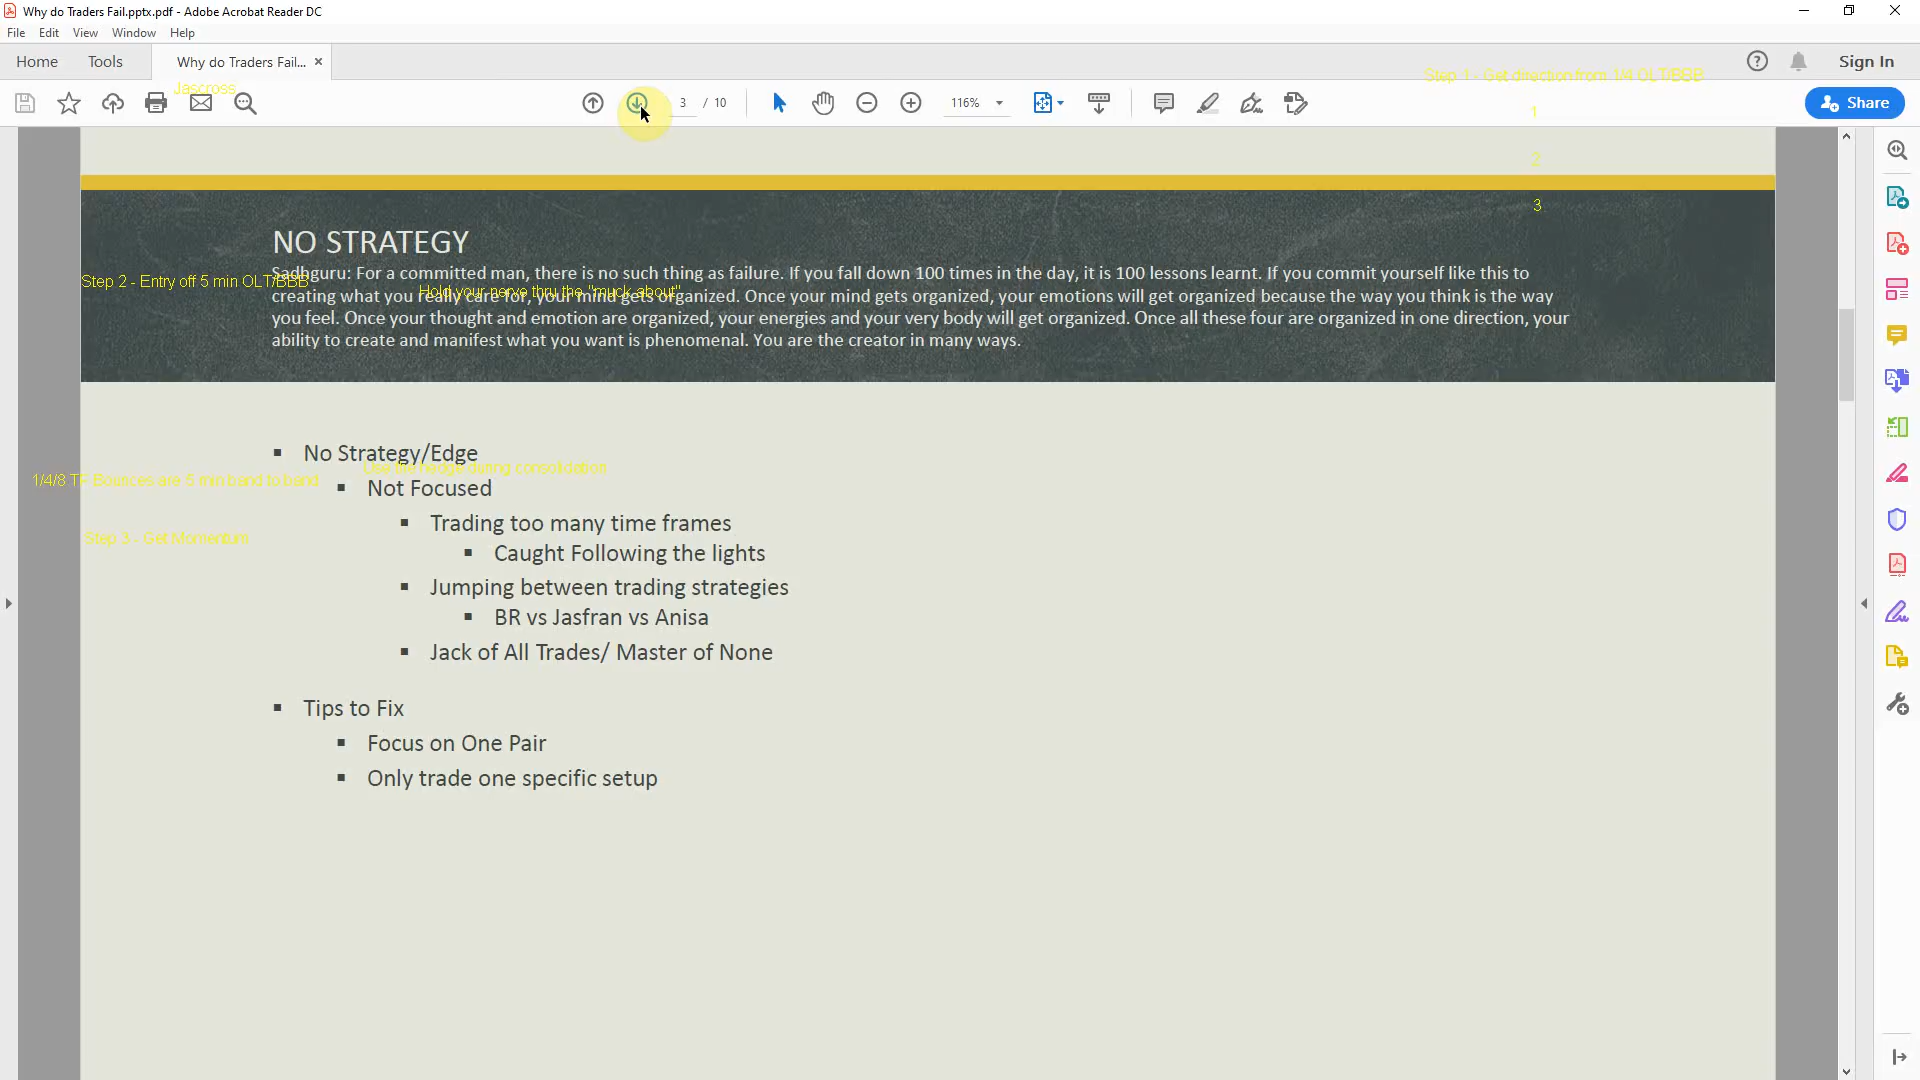 Why do Traders Fail.pptx.pdf - Adobe Acrobat Reader DC
File Edit View Window Help
Home Tools Why do Traders Fail... × Sign In
Jascross
Step 1 - Get direction from 1/4 OLT/BBB
3 / 10 116% Share
1
2
3
NO STRATEGY
Sadhguru: For a committed man, there is no such thing as failure. If you fall down 100 times in the day, it is 100 lessons learnt. If you commit yourself like this to
Step 2 - Entry off 5 min OLT/BBB
Hold your nerve thru the "muck about"
creating what you really care for, your mind gets organized. Once your mind gets organized, your emotions will get organized because the way you think is the way
you feel. Once your thought and emotion are organized, your energies and your very body will get organized. Once all these four are organized in one direction, your
ability to create and manifest what you want is phenomenal. You are the creator in many ways.
▪ No Strategy/Edge
Use the hedge during consolidation
1/4/8 TF Bounces are 5 min band to band
▪ Not Focused
▪ Trading too many time frames
Step 3 - Get Momentum
▪ Caught Following the lights
▪ Jumping between trading strategies
▪ BR vs Jasfran vs Anisa
▪ Jack of All Trades/ Master of None
▪ Tips to Fix
▪ Focus on One Pair
▪ Only trade one specific setup